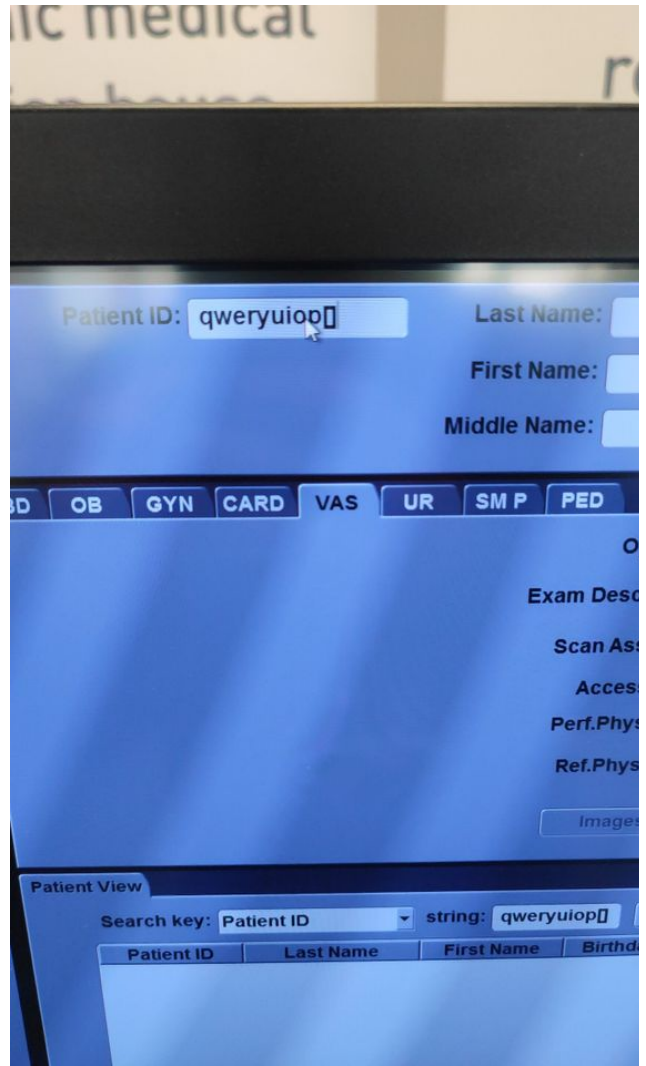 ic medical
Patient ID: qweryuiop[]
Last Name:
First Name:
Middle Name:
OB GYN CARD VAS UR SM P PED
Exam Desc
Scan Ass
Access
Perf.Phys
Ref.Phys
Images
Patient View
Search key: Patient ID string: qweryuiop[]
Patient ID Last Name First Name Birthda